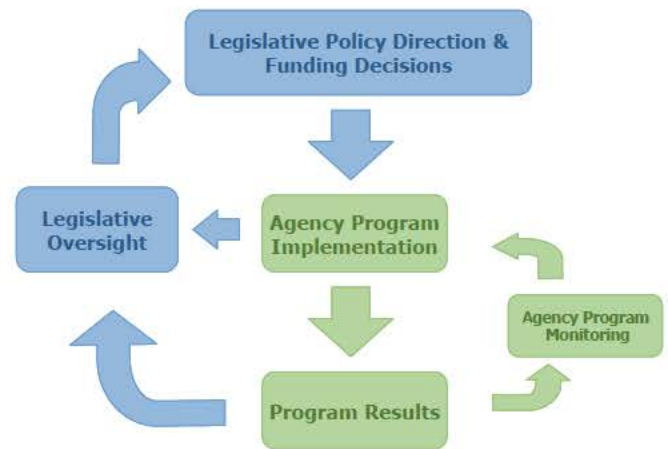 Legislative Policy Direction &
Funding Decisions
Legislative
Oversight
Agency Program
Implementation
Agency Program
Monitoring
Program Results